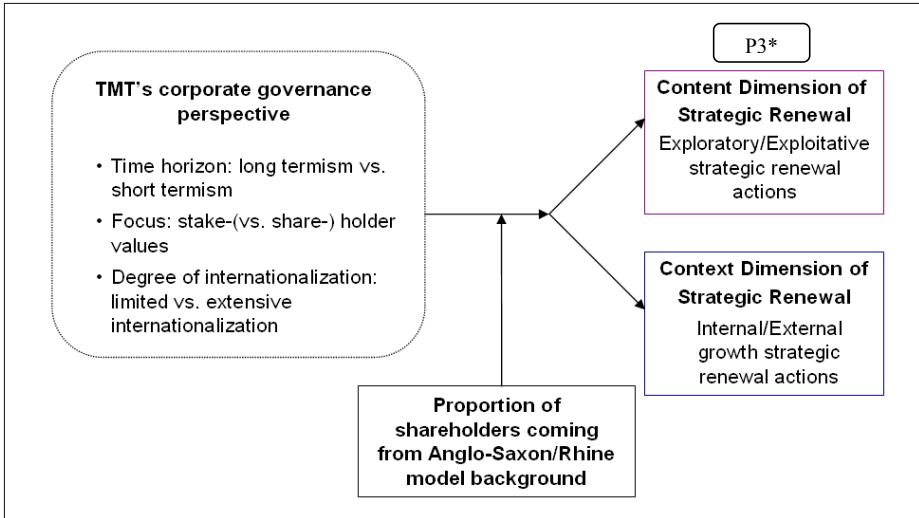 P3*
TMT's corporate governance
perspective
• Time horizon: long termism vs.
short termism
• Focus: stake-(vs. share-) holder
values
• Degree of internationalization:
limited vs. extensive
internationalization
Content Dimension of
Strategic Renewal
Exploratory/Exploitative
strategic renewal
actions
Context Dimension of
Strategic Renewal
Internal/External
growth strategic
renewal actions
Proportion of
shareholders coming
from Anglo-Saxon/Rhine
model background